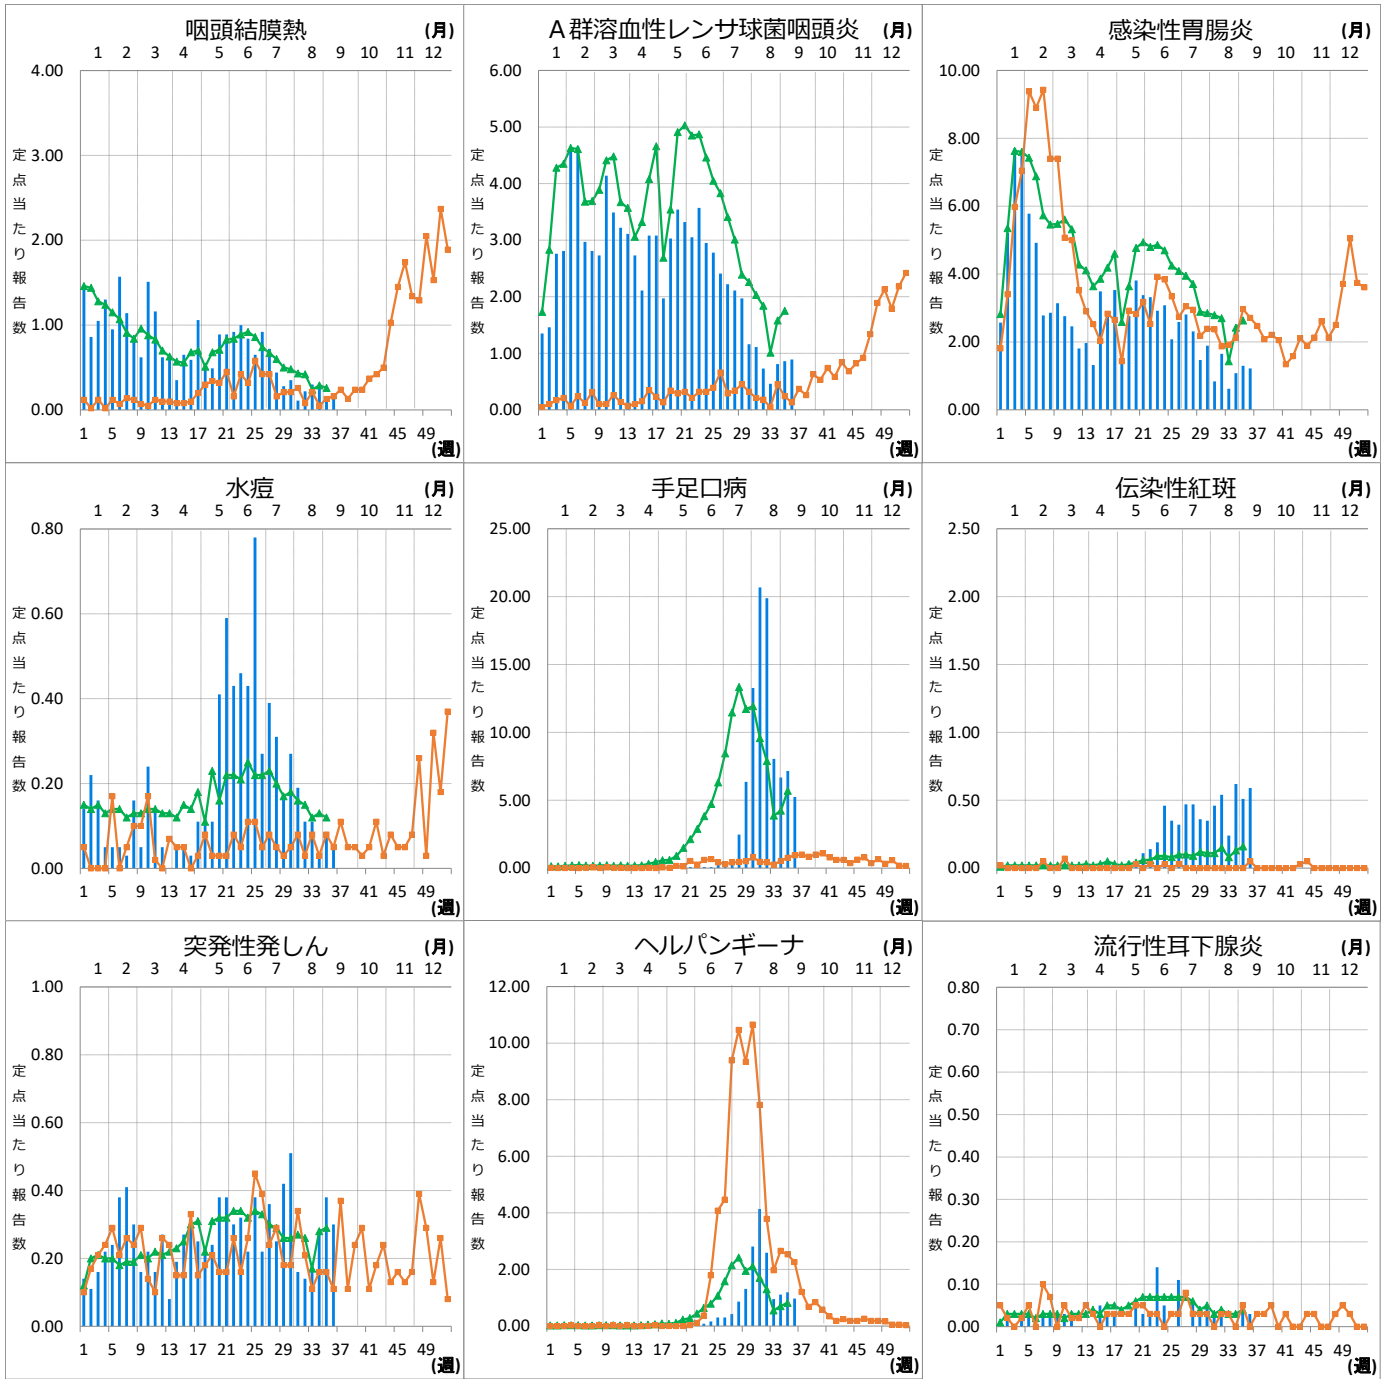 咽頭結膜熱 (月)
1 2 3 4 5 6 7 8 9 10 11 12
4.00
3.00
2.00
1.00
0.00
定点当たり報告数
1 5 9 13 17 21 25 29 33 37 41 45 49
(週)
A群溶血性レンサ球菌咽頭炎 (月)
1 2 3 4 5 6 7 8 9 10 11 12
6.00
5.00
4.00
3.00
2.00
1.00
0.00
定点当たり報告数
1 5 9 13 17 21 25 29 33 37 41 45 49
(週)
感染性胃腸炎 (月)
1 2 3 4 5 6 7 8 9 10 11 12
10.00
8.00
6.00
4.00
2.00
0.00
定点当たり報告数
1 5 9 13 17 21 25 29 33 37 41 45 49
(週)
水痘 (月)
1 2 3 4 5 6 7 8 9 10 11 12
0.80
0.60
0.40
0.20
0.00
定点当たり報告数
1 5 9 13 17 21 25 29 33 37 41 45 49
(週)
手足口病 (月)
1 2 3 4 5 6 7 8 9 10 11 12
25.00
20.00
15.00
10.00
5.00
0.00
定点当たり報告数
1 5 9 13 17 21 25 29 33 37 41 45 49
(週)
伝染性紅斑 (月)
1 2 3 4 5 6 7 8 9 10 11 12
2.50
2.00
1.50
1.00
0.50
0.00
定点当たり報告数
1 5 9 13 17 21 25 29 33 37 41 45 49
(週)
突発性発しん (月)
1 2 3 4 5 6 7 8 9 10 11 12
1.00
0.80
0.60
0.40
0.20
0.00
定点当たり報告数
1 5 9 13 17 21 25 29 33 37 41 45 49
(週)
ヘルパンギーナ (月)
1 2 3 4 5 6 7 8 9 10 11 12
12.00
10.00
8.00
6.00
4.00
2.00
0.00
定点当たり報告数
1 5 9 13 17 21 25 29 33 37 41 45 49
(週)
流行性耳下腺炎 (月)
1 2 3 4 5 6 7 8 9 10 11 12
0.80
0.70
0.60
0.50
0.40
0.30
0.20
0.10
0.00
定点当たり報告数
1 5 9 13 17 21 25 29 33 37 41 45 49
(週)